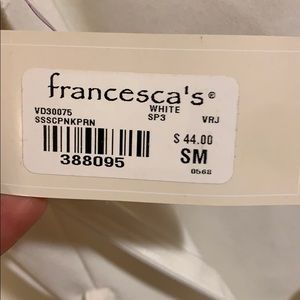 francesca's®
VD30075 WHITE
SSSCPNKPRN SP3 VRJ
$ 44.00
388095 SM
0568